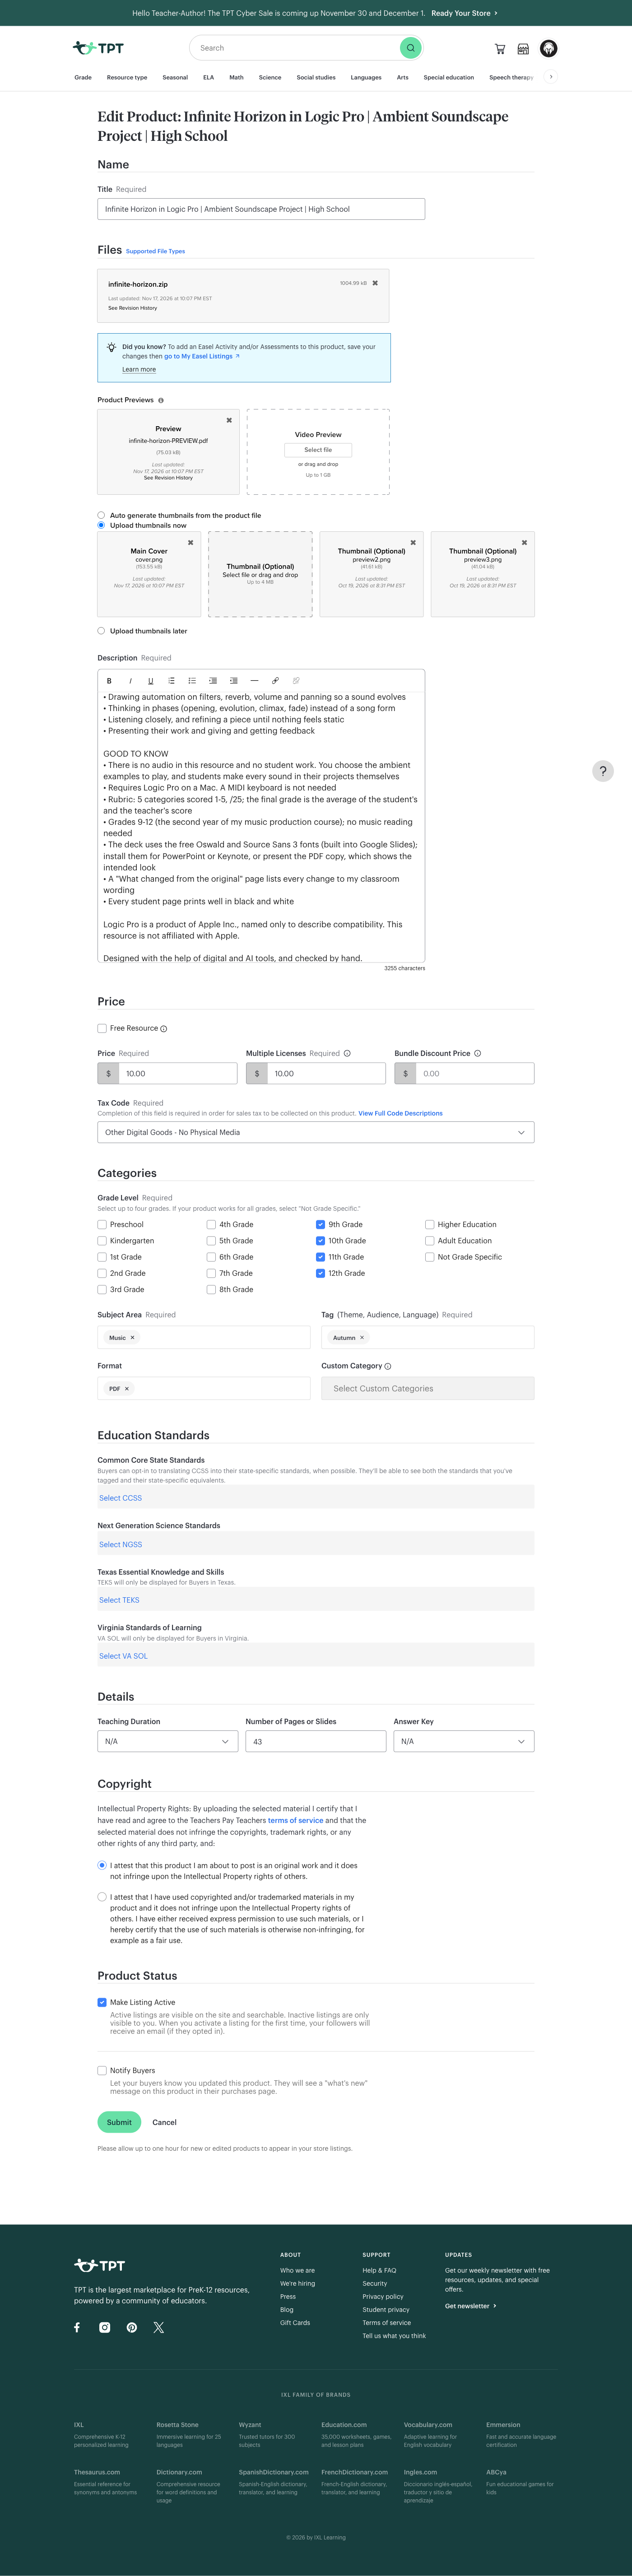 Hello Teacher-Author! The TPT Cyber Sale is coming up November 30 and December 1. Ready Your Store
TPT
Search
Grade Resource type Seasonal ELA Math Science Social studies Languages Arts Special education Speech therapy
Edit Product: Infinite Horizon in Logic Pro | Ambient Soundscape
Project | High School
Name
Title Required
Infinite Horizon in Logic Pro | Ambient Soundscape Project | High School
Files Supported File Types
infinite-horizon.zip 1004.99 kB
Last updated: Nov 17, 2026 at 10:07 PM EST
See Revision History
Did you know? To add an Easel Activity and/or Assessments to this product, save your
changes then go to My Easel Listings
Learn more
Product Previews
Preview
infinite-horizon-PREVIEW.pdf
(75.03 kB)
Last updated:
Nov 17, 2026 at 10:07 PM EST
See Revision History
Video Preview
Select file
or drag and drop
Up to 1 GB
Auto generate thumbnails from the product file
Upload thumbnails now
Main Cover
cover.png
(153.55 kB)
Last updated:
Nov 17, 2026 at 10:07 PM EST
Thumbnail (Optional)
Select file or drag and drop
Up to 4 MB
Thumbnail (Optional)
preview2.png
(41.61 kB)
Last updated:
Oct 19, 2026 at 8:31 PM EST
Thumbnail (Optional)
preview3.png
(41.04 kB)
Last updated:
Oct 19, 2026 at 8:31 PM EST
Upload thumbnails later
Description Required
B I U
• Drawing automation on filters, reverb, volume and panning so a sound evolves
• Thinking in phases (opening, evolution, climax, fade) instead of a song form
• Listening closely, and refining a piece until nothing feels static
• Presenting their work and giving and getting feedback
GOOD TO KNOW
• There is no audio in this resource and no student work. You choose the ambient
examples to play, and students make every sound in their projects themselves
• Requires Logic Pro on a Mac. A MIDI keyboard is not needed
• Rubric: 5 categories scored 1-5, /25; the final grade is the average of the student's
and the teacher's score
• Grades 9-12 (the second year of my music production course); no music reading
needed
• The deck uses the free Oswald and Source Sans 3 fonts (built into Google Slides);
install them for PowerPoint or Keynote, or present the PDF copy, which shows the
intended look
• A "What changed from the original" page lists every change to my classroom
wording
• Every student page prints well in black and white
Logic Pro is a product of Apple Inc., named only to describe compatibility. This
resource is not affiliated with Apple.
Designed with the help of digital and AI tools, and checked by hand.
3255 characters
?
Price
Free Resource
Price Required Multiple Licenses Required Bundle Discount Price
$ 10.00 $ 10.00 $ 0.00
Tax Code Required
Completion of this field is required in order for sales tax to be collected on this product. View Full Code Descriptions
Other Digital Goods - No Physical Media
Categories
Grade Level Required
Select up to four grades. If your product works for all grades, select "Not Grade Specific."
Preschool 4th Grade 9th Grade Higher Education
Kindergarten 5th Grade 10th Grade Adult Education
1st Grade 6th Grade 11th Grade Not Grade Specific
2nd Grade 7th Grade 12th Grade
3rd Grade 8th Grade
Subject Area Required Tag (Theme, Audience, Language) Required
Music Autumn
Format Custom Category
PDF Select Custom Categories
Education Standards
Common Core State Standards
Buyers can opt-in to translating CCSS into their state-specific standards, when possible. They'll be able to see both the standards that you've
tagged and their state-specific equivalents.
Select CCSS
Next Generation Science Standards
Select NGSS
Texas Essential Knowledge and Skills
TEKS will only be displayed for Buyers in Texas.
Select TEKS
Virginia Standards of Learning
VA SOL will only be displayed for Buyers in Virginia.
Select VA SOL
Details
Teaching Duration Number of Pages or Slides Answer Key
N/A 43 N/A
Copyright
Intellectual Property Rights: By uploading the selected material I certify that I
have read and agree to the Teachers Pay Teachers terms of service and that the
selected material does not infringe the copyrights, trademark rights, or any
other rights of any third party, and:
I attest that this product I am about to post is an original work and it does
not infringe upon the Intellectual Property rights of others.
I attest that I have used copyrighted and/or trademarked materials in my
product and it does not infringe upon the Intellectual Property rights of
others. I have either received express permission to use such materials, or I
hereby certify that the use of such materials is otherwise non-infringing, for
example as a fair use.
Product Status
Make Listing Active
Active listings are visible on the site and searchable. Inactive listings are only
visible to you. When you activate a listing for the first time, your followers will
receive an email (if they opted in).
Notify Buyers
Let your buyers know you updated this product. They will see a "what's new"
message on this product in their purchases page.
Submit Cancel
Please allow up to one hour for new or edited products to appear in your store listings.
TPT
TPT is the largest marketplace for PreK-12 resources,
powered by a community of educators.
ABOUT
Who we are
We're hiring
Press
Blog
Gift Cards
SUPPORT
Help & FAQ
Security
Privacy policy
Student privacy
Terms of service
Tell us what you think
UPDATES
Get our weekly newsletter with free
resources, updates, and special
offers.
Get newsletter
IXL FAMILY OF BRANDS
IXL
Comprehensive K-12
personalized learning
Rosetta Stone
Immersive learning for 25
languages
Wyzant
Trusted tutors for 300
subjects
Education.com
35,000 worksheets, games,
and lesson plans
Vocabulary.com
Adaptive learning for
English vocabulary
Emmersion
Fast and accurate language
certification
Thesaurus.com
Essential reference for
synonyms and antonyms
Dictionary.com
Comprehensive resource
for word definitions and
usage
SpanishDictionary.com
Spanish-English dictionary,
translator, and learning
FrenchDictionary.com
French-English dictionary,
translator, and learning
Ingles.com
Diccionario inglés-español,
traductor y sitio de
aprendizaje
ABCya
Fun educational games for
kids
© 2026 by IXL Learning